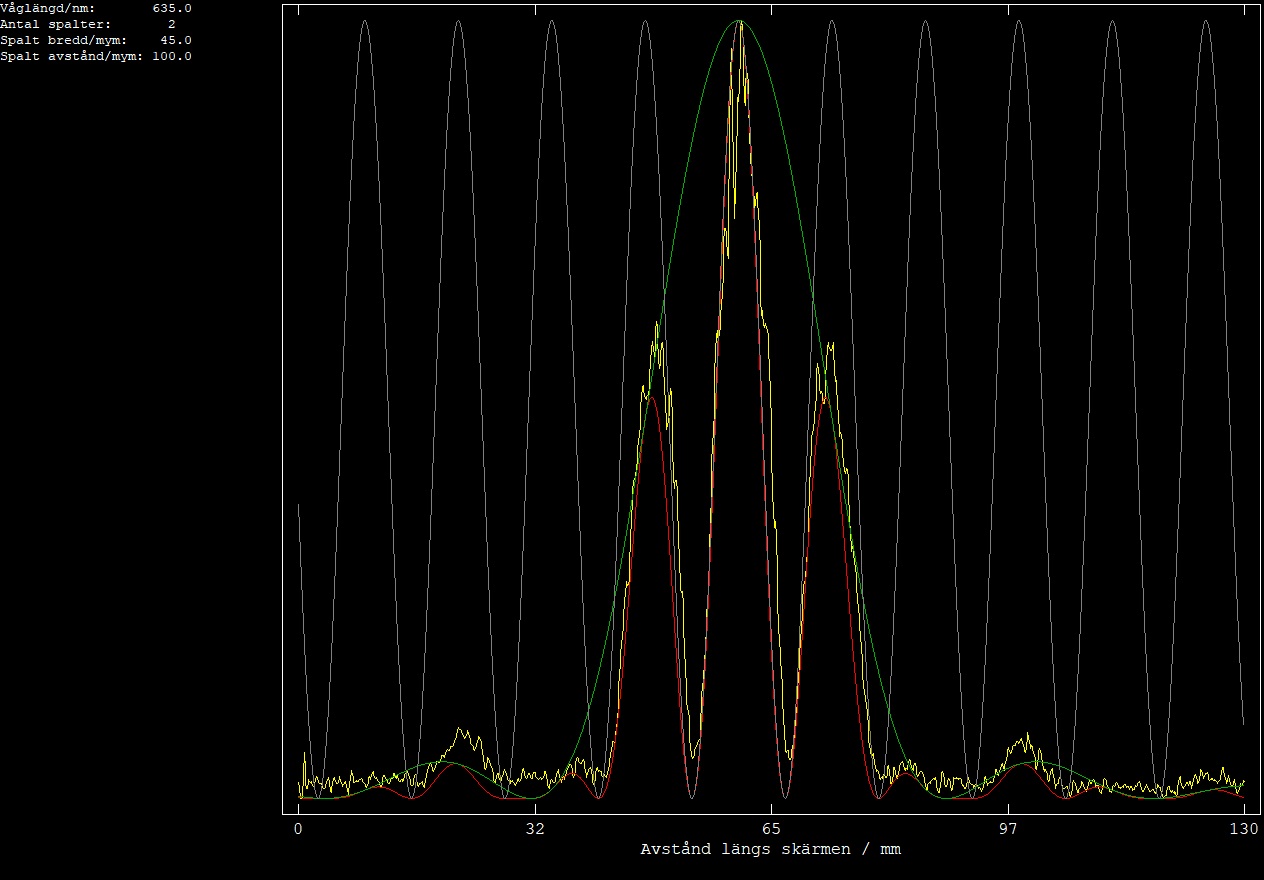 Våglängd/nm: 635.0
Antal spalter: 2
Spalt bredd/mym: 45.0
Spalt avstånd/mym: 100.0
0 32 65 97 130
Avstånd längs skärmen / mm